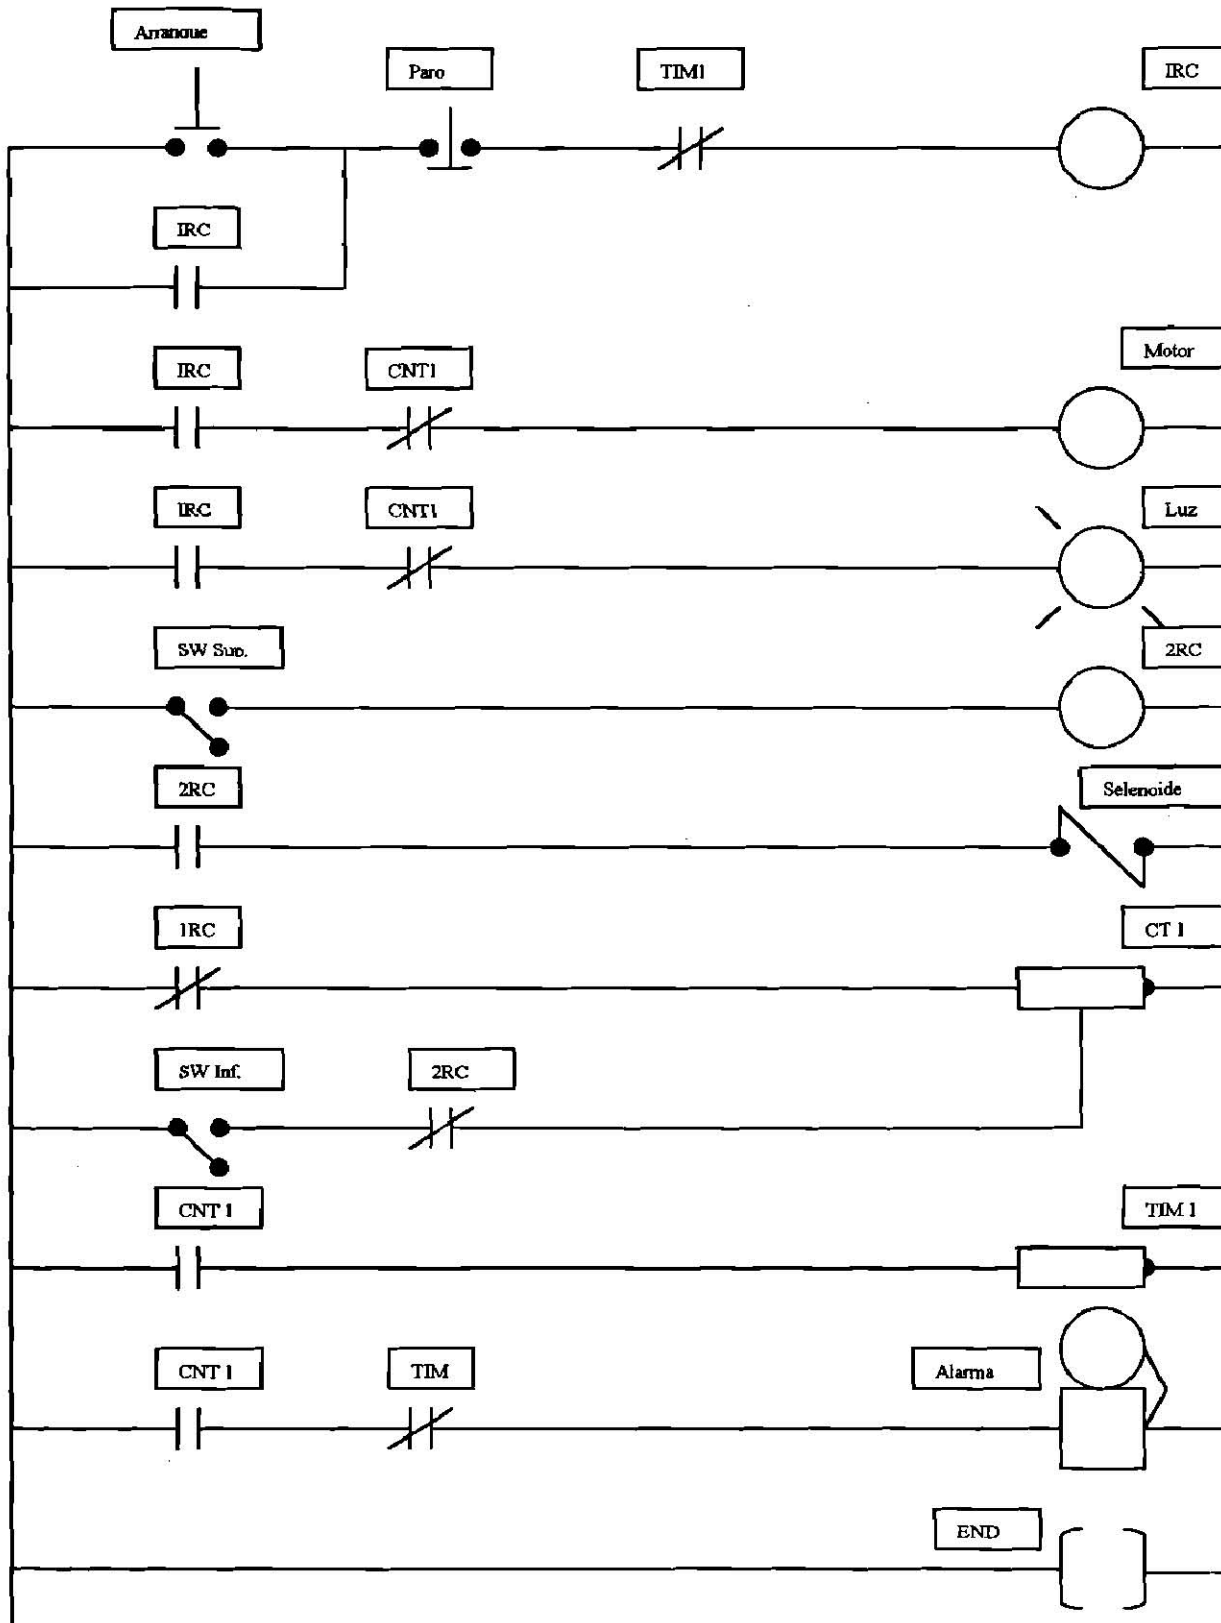 Arranque
Paro
TIM1
IRC
IRC
Motor
IRC
CNT1
Luz
IRC
CNT1
SW Sup.
2RC
2RC
Selenoide
1RC
CT 1
SW Inf.
2RC
CNT 1
TIM 1
CNT 1
TIM
Alarma
END